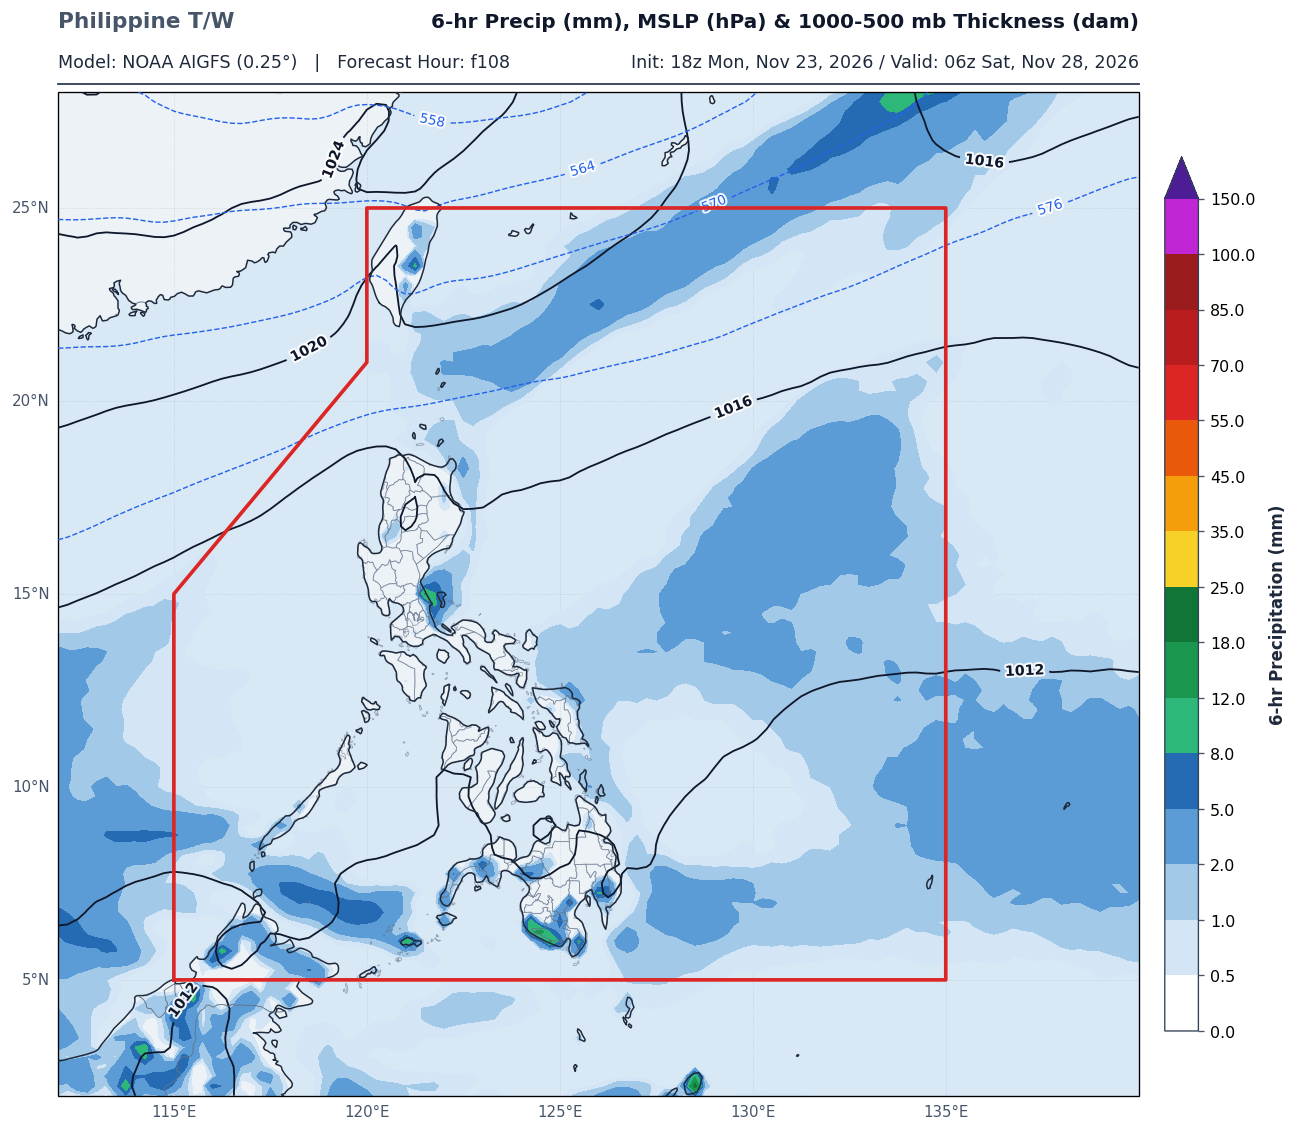 Philippine T/W
6-hr Precip (mm), MSLP (hPa) & 1000-500 mb Thickness (dam)
Model: NOAA AIGFS (0.25°)   |   Forecast Hour: f108
Init: 18z Mon, Nov 23, 2026 / Valid: 06z Sat, Nov 28, 2026
558
1024
564
1016
570
576
1020
1016
1012
1012
25°N
20°N
15°N
10°N
5°N
115°E
120°E
125°E
130°E
135°E
150.0
100.0
85.0
70.0
55.0
45.0
35.0
25.0
18.0
12.0
8.0
5.0
2.0
1.0
0.5
0.0
6-hr Precipitation (mm)